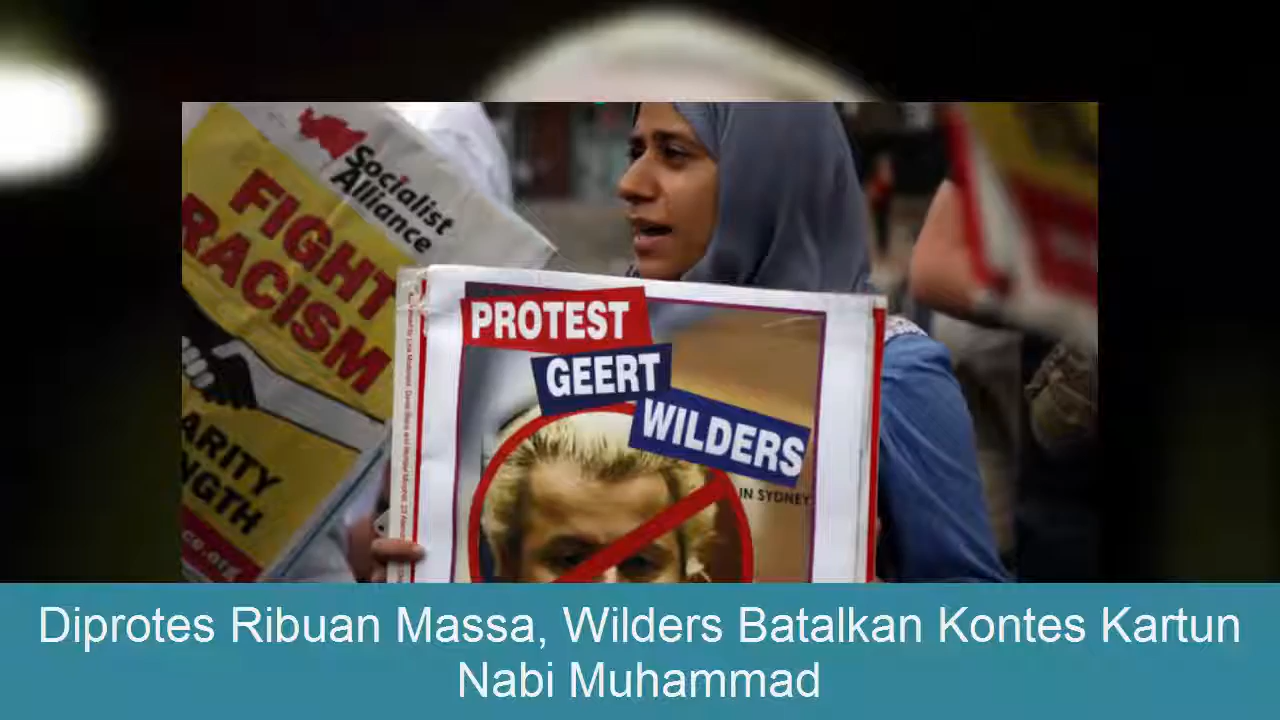 Socialist
Alliance
FIGHT
RACISM
ARITY
NGTH
PROTEST
GEERT
WILDERS
IN SYDNEY
Diprotes Ribuan Massa, Wilders Batalkan Kontes Kartun
Nabi Muhammad